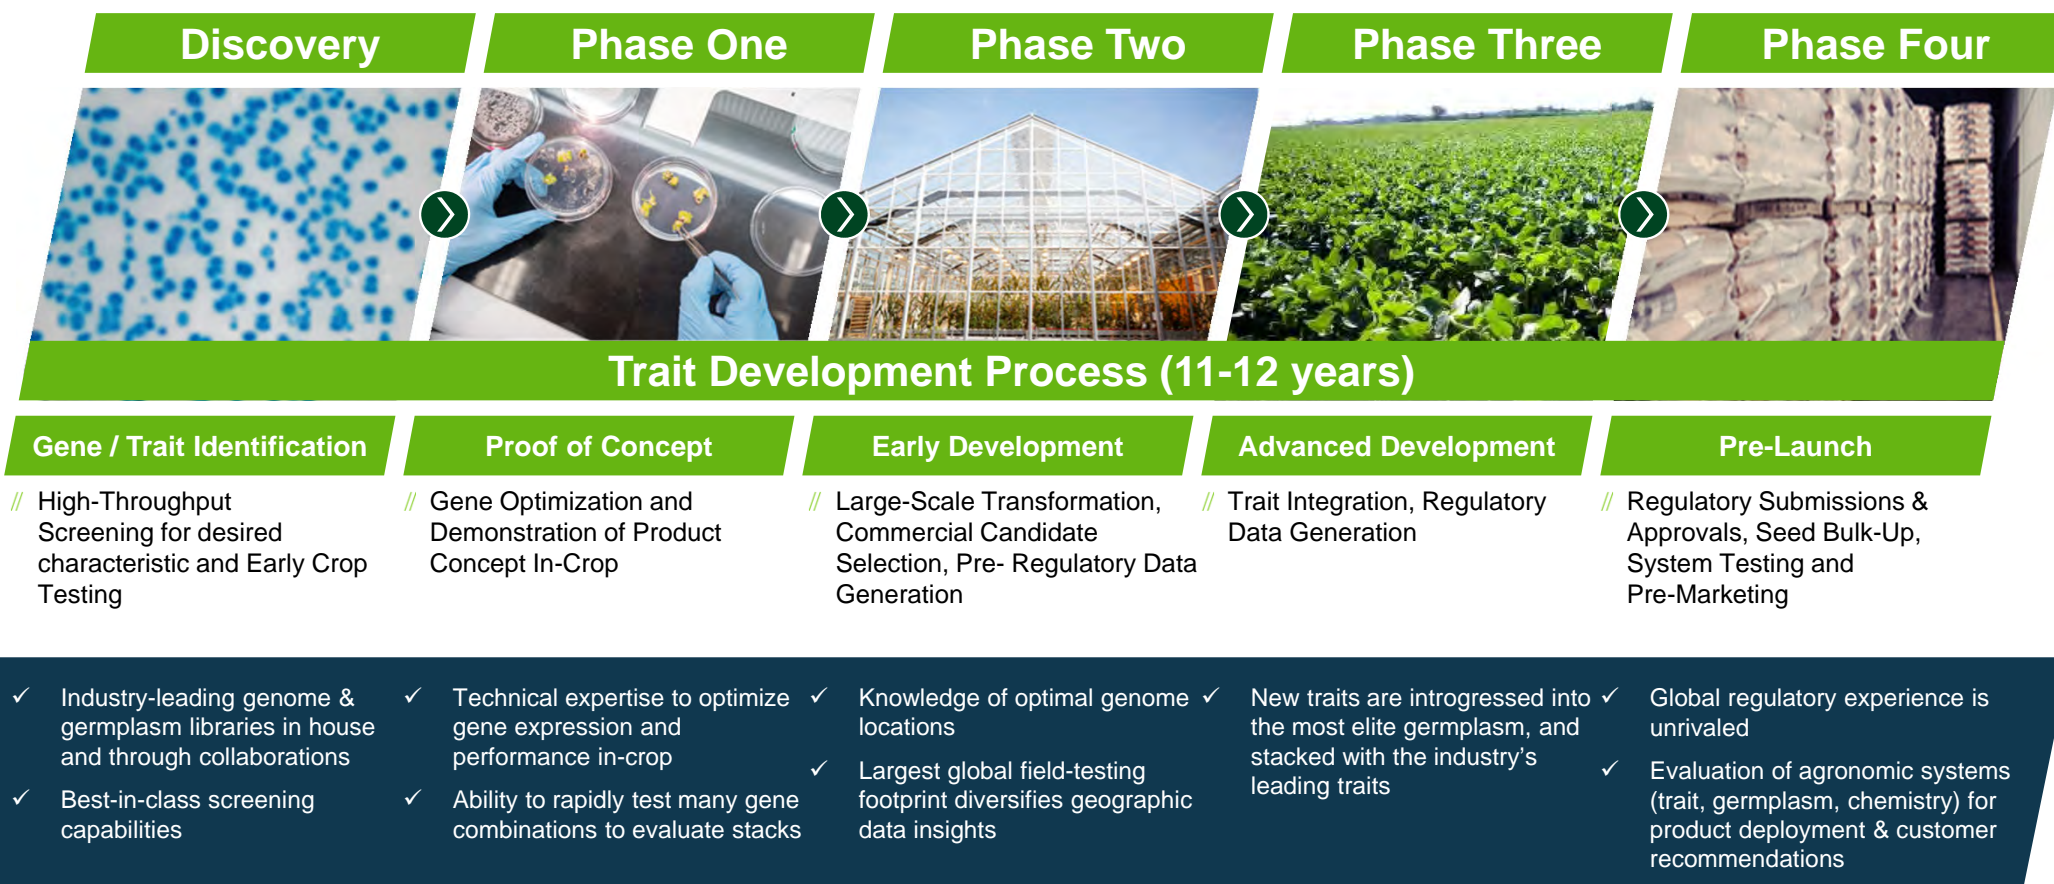 Discovery
Phase One
Phase Two
Phase Three
Phase Four
Trait Development Process (11-12 years)
Gene / Trait Identification
Proof of Concept
Early Development
Advanced Development
Pre-Launch
// High-Throughput
Screening for desired
characteristic and Early Crop
Testing
// Gene Optimization and
Demonstration of Product
Concept In-Crop
// Large-Scale Transformation,
Commercial Candidate
Selection, Pre- Regulatory Data
Generation
// Trait Integration, Regulatory
Data Generation
// Regulatory Submissions &
Approvals, Seed Bulk-Up,
System Testing and
Pre-Marketing
✓ Industry-leading genome &
germplasm libraries in house
and through collaborations
✓ Best-in-class screening
capabilities
✓ Technical expertise to optimize
gene expression and
performance in-crop
✓ Ability to rapidly test many gene
combinations to evaluate stacks
✓ Knowledge of optimal genome
locations
✓ Largest global field-testing
footprint diversifies geographic
data insights
✓ New traits are introgressed into
the most elite germplasm, and
stacked with the industry's
leading traits
✓ Global regulatory experience is
unrivaled
✓ Evaluation of agronomic systems
(trait, germplasm, chemistry) for
product deployment & customer
recommendations